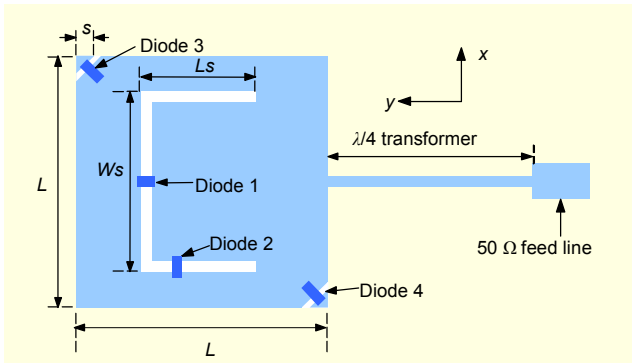 s
Diode 3
Ls
x
y
λ/4 transformer
L
Ws
Diode 1
Diode 2
50 Ω feed line
Diode 4
L